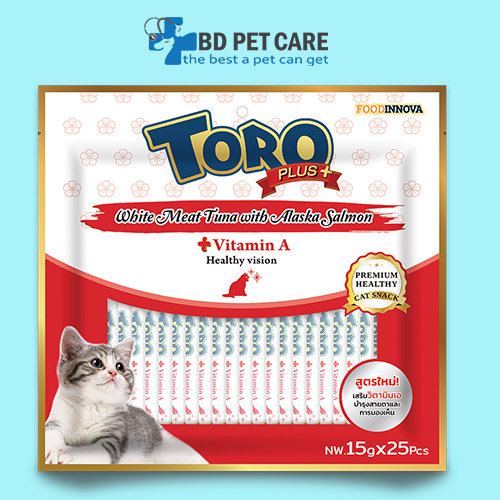 BD PET CARE
the best a pet can get
FOODINNOVA
TORO
PLUS+
White Meat Tuna with Alaska Salmon
+Vitamin A
Healthy vision
PREMIUM
HEALTHY
CAT SNACK
สูตรใหม่!
เสริมวิตามินเอ
บำรุงสายตาและ
การมองเห็น
NW.15gx25Pcs